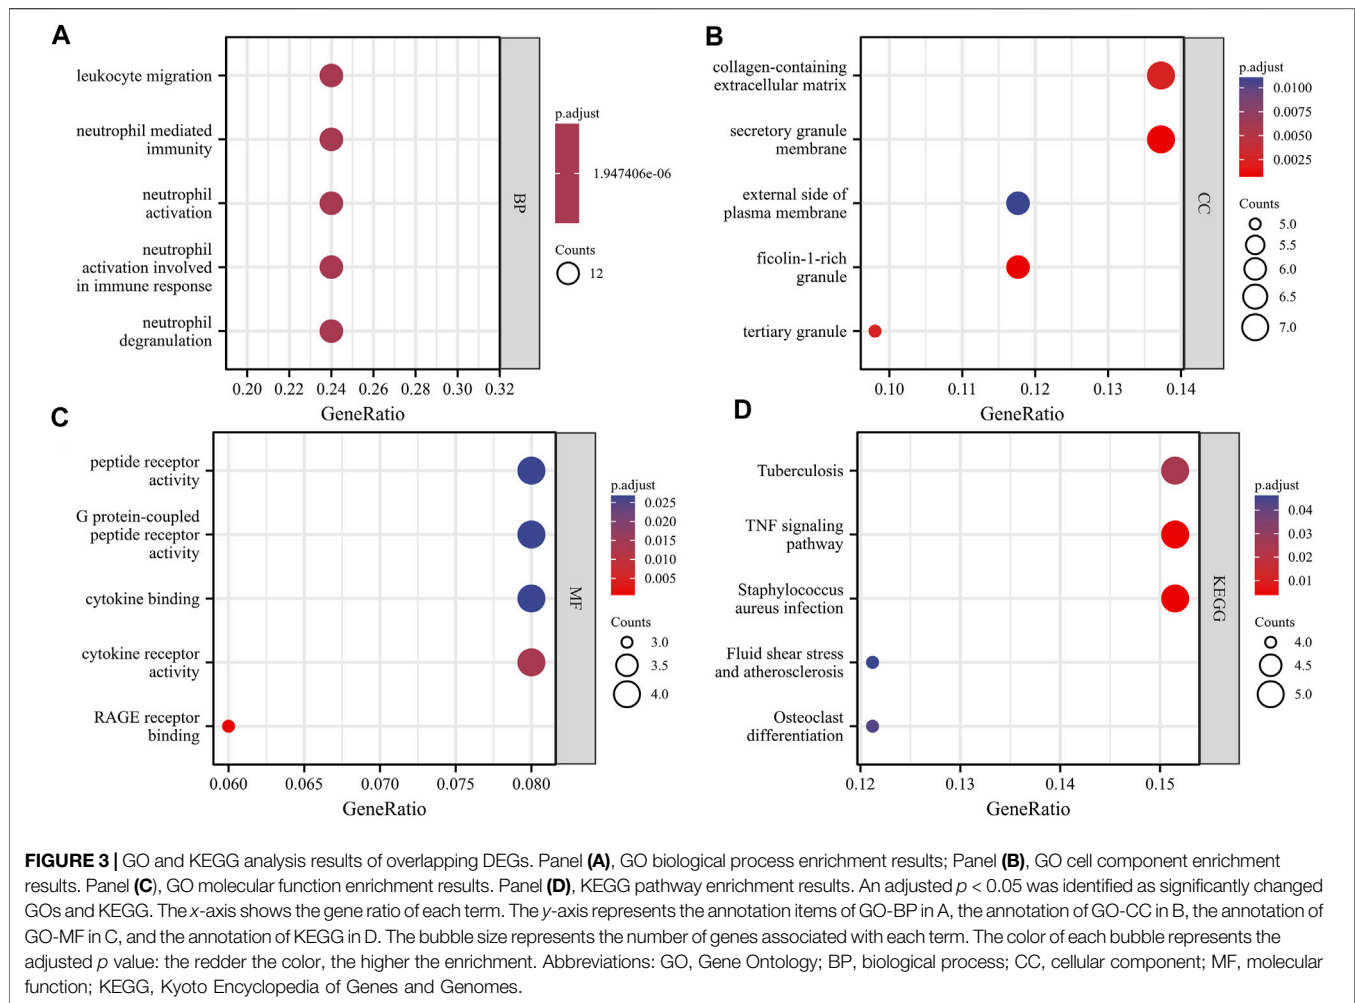 A
leukocyte migration
neutrophil mediated
immunity
neutrophil
activation
neutrophil
activation involved
in immune response
neutrophil
degranulation
0.20 0.22 0.24 0.26 0.28 0.30 0.32
GeneRatio
BP
p.adjust
1.947406e-06
Counts
12
B
collagen-containing
extracellular matrix
secretory granule
membrane
external side of
plasma membrane
ficolin-1-rich
granule
tertiary granule
0.10 0.11 0.12 0.13 0.14
GeneRatio
CC
p.adjust
0.0100
0.0075
0.0050
0.0025
Counts
5.0
5.5
6.0
6.5
7.0
C
peptide receptor
activity
G protein-coupled
peptide receptor
activity
cytokine binding
cytokine receptor
activity
RAGE receptor
binding
0.060 0.065 0.070 0.075 0.080
GeneRatio
MF
p.adjust
0.025
0.020
0.015
0.010
0.005
Counts
3.0
3.5
4.0
D
Tuberculosis
TNF signaling
pathway
Staphylococcus
aureus infection
Fluid shear stress
and atherosclerosis
Osteoclast
differentiation
0.12 0.13 0.14 0.15
GeneRatio
KEGG
p.adjust
0.04
0.03
0.02
0.01
Counts
4.0
4.5
5.0
FIGURE 3 | GO and KEGG analysis results of overlapping DEGs. Panel (A), GO biological process enrichment results; Panel (B), GO cell component enrichment
results. Panel (C), GO molecular function enrichment results. Panel (D), KEGG pathway enrichment results. An adjusted p < 0.05 was identified as significantly changed
GOs and KEGG. The x-axis shows the gene ratio of each term. The y-axis represents the annotation items of GO-BP in A, the annotation of GO-CC in B, the annotation of
GO-MF in C, and the annotation of KEGG in D. The bubble size represents the number of genes associated with each term. The color of each bubble represents the
adjusted p value: the redder the color, the higher the enrichment. Abbreviations: GO, Gene Ontology; BP, biological process; CC, cellular component; MF, molecular
function; KEGG, Kyoto Encyclopedia of Genes and Genomes.